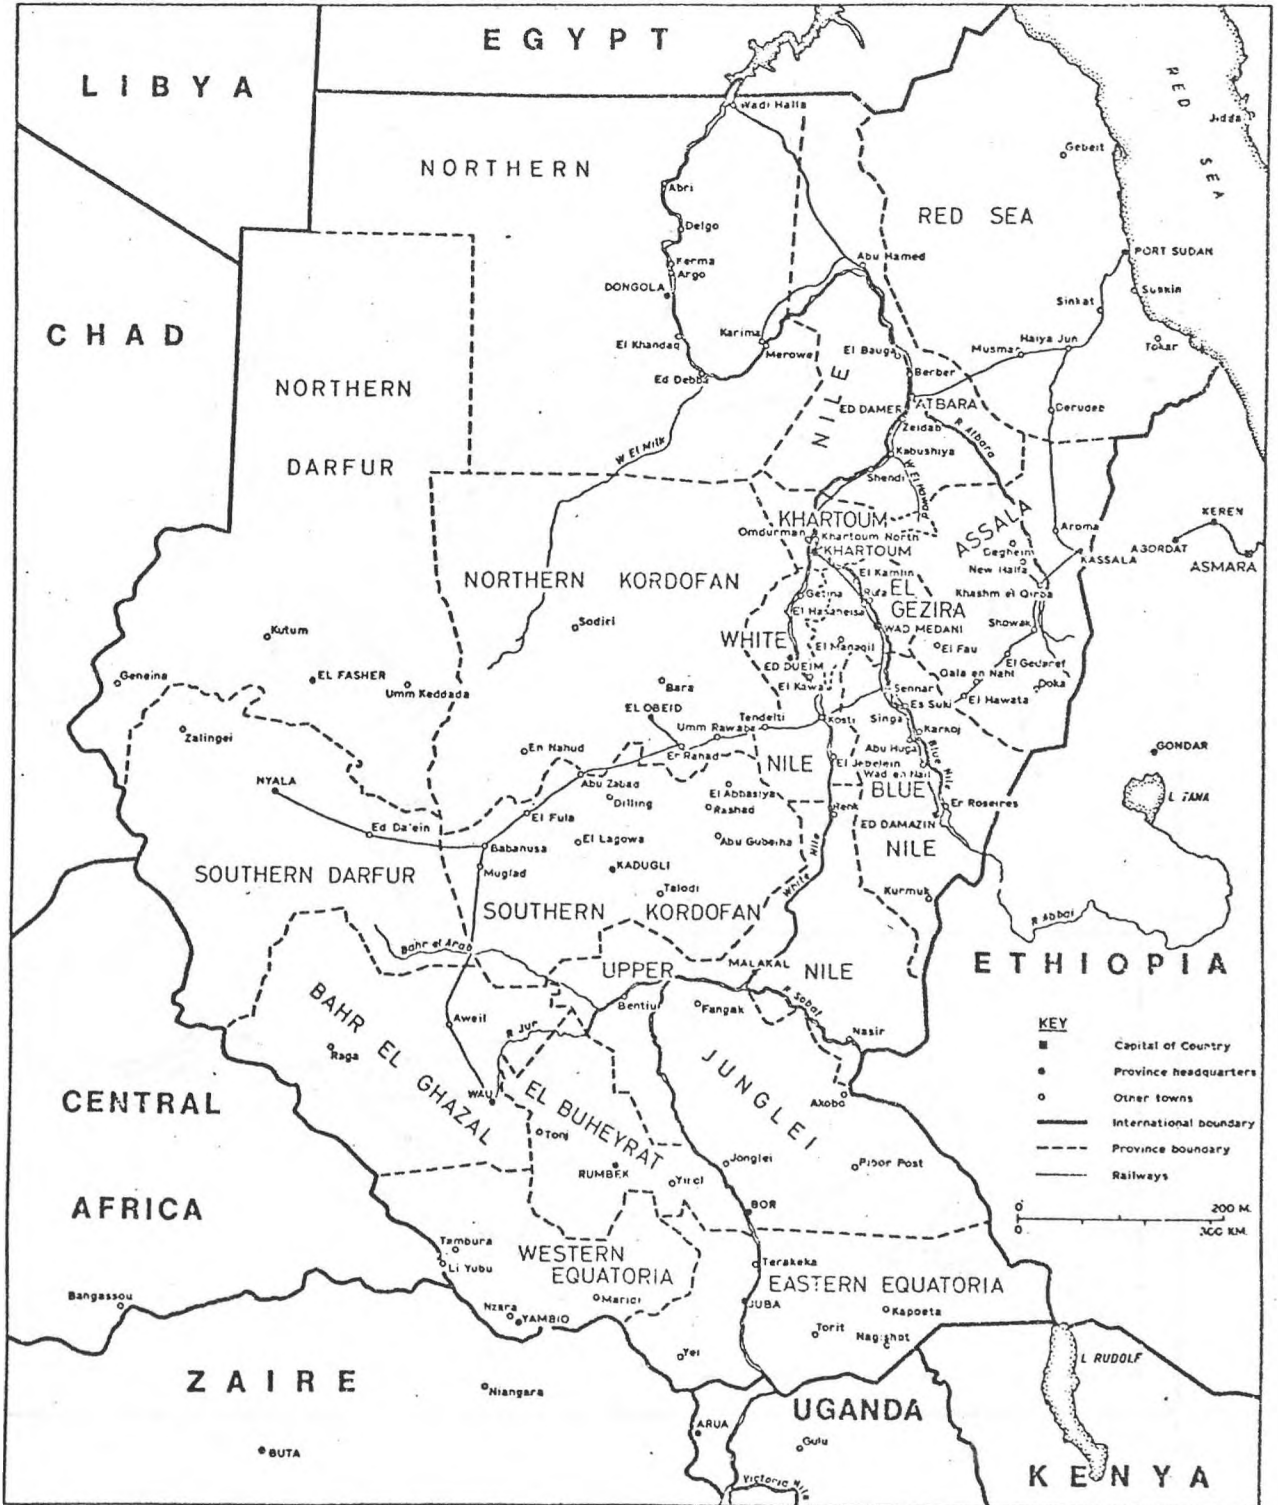 EGYPT
LIBYA
RED SEA
Wadi Halfa
Jidda
Gebeit
NORTHERN
Abri
RED SEA
Delgo
Kerma
Argo
Abu Hamed
PORT SUDAN
DONGOLA
Suakin
Sinkat
CHAD
Karima
El Khandaq
Merowe
El Bauga
Musmar
Haiya Jun
Tokar
Ed Debba
Berber
NORTHERN
DARFUR
NILE
ED DAMER
ATBARA
Derudeb
Zeidab
R Atbara
W El Milk
Kabushiya
Shendi
W El Hawad
KHARTOUM
Omdurman
Khartoum North
KHARTOUM
ASSALA
Aroma
KEREN
AGORDAT
ASMARA
KASSALA
Degheim
New Halfa
NORTHERN KORDOFAN
El Kamlin
Geteina
Rufa
EL
GEZIRA
Khashm el Qirba
El Hasaheisa
Sodiri
Kutum
WHITE
WAD MEDANI
Showak
El Managil
El Fau
ED DUEIM
El Gedaref
Geneina
EL FASHER
Umm Keddada
Bara
El Kawa
Qala en Nahl
Doka
Sennar
Es Suki
El Hawata
EL OBEID
Tendelti
Kosti
Singa
Zalingei
Umm Rawaba
Karkoj
En Nahud
Er Rahad
NILE
Abu Huga
Blue Nile
El Jebelein
Wad en Nail
GONDAR
NYALA
Abu Zabad
El Abbasiya
BLUE
Dilling
Rashad
Renk
Er Roseires
L TANA
El Fula
ED DAMAZIN
Ed Da'ein
Babanusa
El Lagowa
Abu Gubeiha
NILE
Muglad
KADUGLI
White Nile
SOUTHERN DARFUR
Talodi
Kurmuk
SOUTHERN KORDOFAN
R Abbai
Bahr el Arab
UPPER
MALAKAL
NILE
ETHIOPIA
Bentiu
Fangak
R Sobat
BAHR EL GHAZAL
Aweil
R Jur
Nasir
Raga
JUNGLEI
WAU
EL BUHEYRAT
Akobo
CENTRAL
AFRICA
Tonj
RUMBEK
Yirol
Jonglei
Pibor Post
KEY
Capital of Country
Province headquarters
Other towns
International boundary
Province boundary
Railways
0 200 M.
0 300 KM.
BOR
Tambura
Li Yubu
WESTERN
EQUATORIA
Terakeka
EASTERN EQUATORIA
Bangassou
Maridi
JUBA
Kapoeta
Nzara
YAMBIO
Torit
Nagishot
Yei
L RUDOLF
ZAIRE
Niangara
UGANDA
ARUA
Gulu
BUTA
Victoria Nile
KENYA